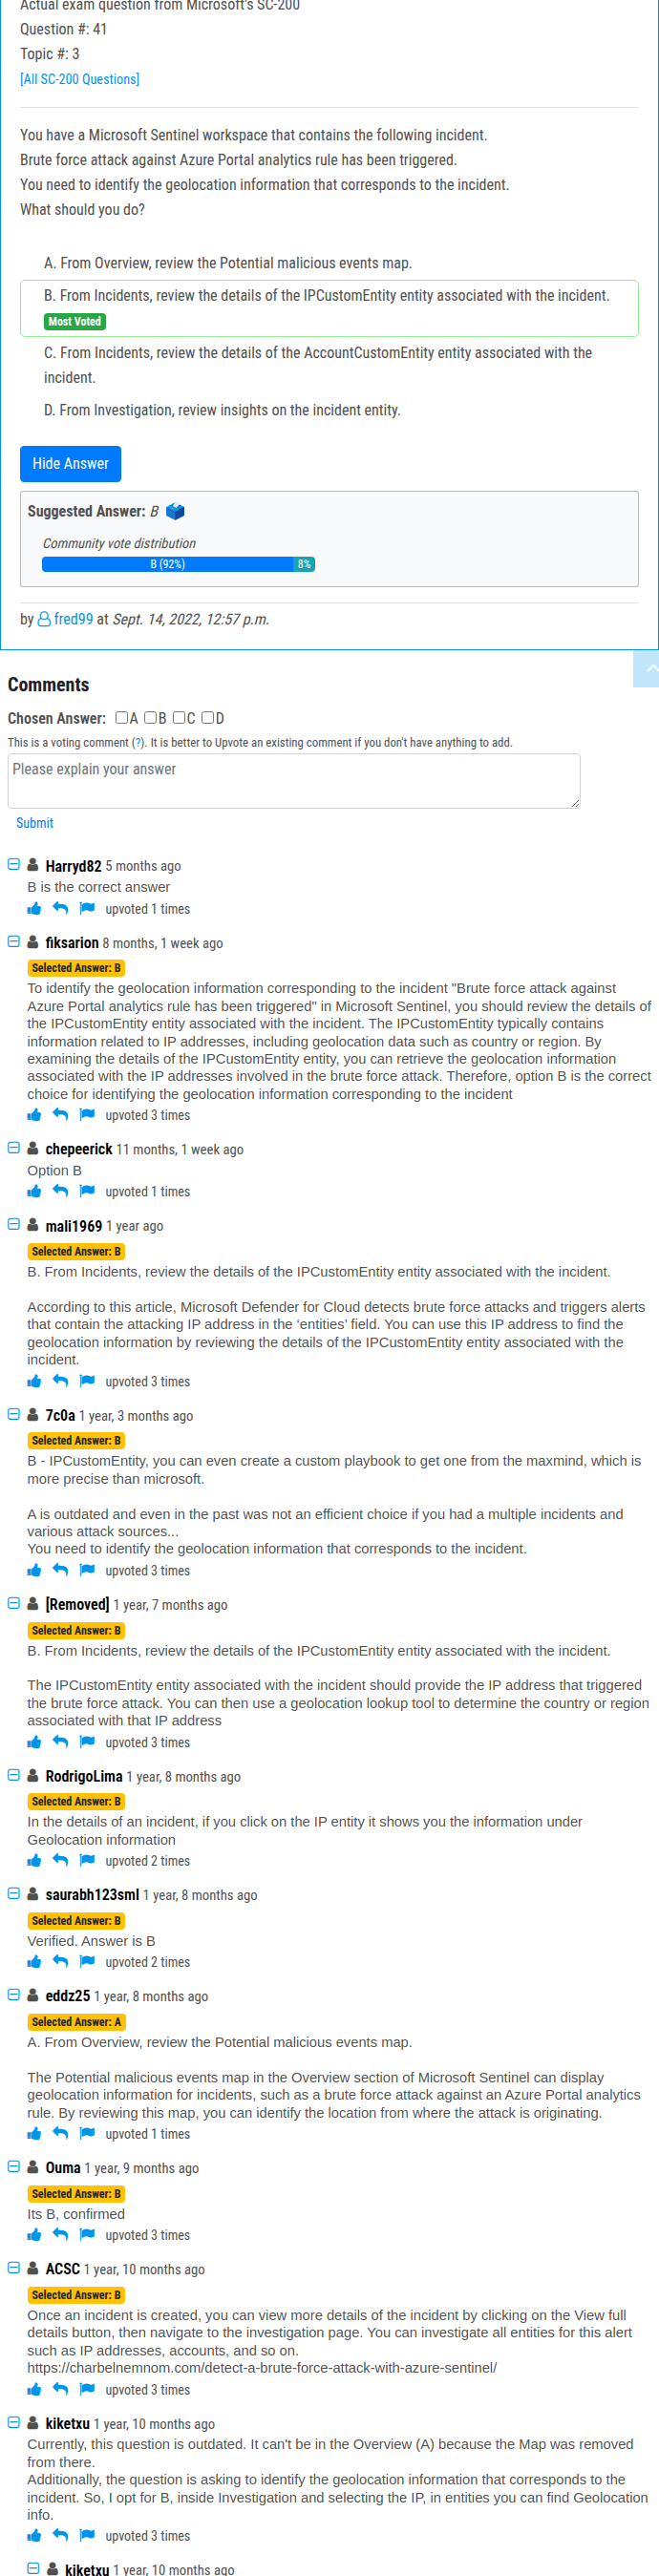 Actual exam question from Microsoft's SC-200
Question #: 41
Topic #: 3
[All SC-200 Questions]
You have a Microsoft Sentinel workspace that contains the following incident.
Brute force attack against Azure Portal analytics rule has been triggered.
You need to identify the geolocation information that corresponds to the incident.
What should you do?
A. From Overview, review the Potential malicious events map.
B. From Incidents, review the details of the IPCustomEntity entity associated with the incident.
Most Voted
C. From Incidents, review the details of the AccountCustomEntity entity associated with the
incident.
D. From Investigation, review insights on the incident entity.
Hide Answer
Suggested Answer: B
Community vote distribution
B (92%) 8%
by fred99 at Sept. 14, 2022, 12:57 p.m.
Comments
Chosen Answer: A B C D
This is a voting comment (?). It is better to Upvote an existing comment if you don't have anything to add.
Please explain your answer
Submit
Harryd82 5 months ago
B is the correct answer
upvoted 1 times
fiksarion 8 months, 1 week ago
Selected Answer: B
To identify the geolocation information corresponding to the incident "Brute force attack against
Azure Portal analytics rule has been triggered" in Microsoft Sentinel, you should review the details of
the IPCustomEntity entity associated with the incident. The IPCustomEntity typically contains
information related to IP addresses, including geolocation data such as country or region. By
examining the details of the IPCustomEntity entity, you can retrieve the geolocation information
associated with the IP addresses involved in the brute force attack. Therefore, option B is the correct
choice for identifying the geolocation information corresponding to the incident
upvoted 3 times
chepeerick 11 months, 1 week ago
Option B
upvoted 1 times
mali1969 1 year ago
Selected Answer: B
B. From Incidents, review the details of the IPCustomEntity entity associated with the incident.
According to this article, Microsoft Defender for Cloud detects brute force attacks and triggers alerts
that contain the attacking IP address in the ‘entities’ field. You can use this IP address to find the
geolocation information by reviewing the details of the IPCustomEntity entity associated with the
incident.
upvoted 3 times
7c0a 1 year, 3 months ago
Selected Answer: B
B - IPCustomEntity, you can even create a custom playbook to get one from the maxmind, which is
more precise than microsoft.
A is outdated and even in the past was not an efficient choice if you had a multiple incidents and
various attack sources...
You need to identify the geolocation information that corresponds to the incident.
upvoted 3 times
[Removed] 1 year, 7 months ago
Selected Answer: B
B. From Incidents, review the details of the IPCustomEntity entity associated with the incident.
The IPCustomEntity entity associated with the incident should provide the IP address that triggered
the brute force attack. You can then use a geolocation lookup tool to determine the country or region
associated with that IP address
upvoted 3 times
RodrigoLima 1 year, 8 months ago
Selected Answer: B
In the details of an incident, if you click on the IP entity it shows you the information under
Geolocation information
upvoted 2 times
saurabh123sml 1 year, 8 months ago
Selected Answer: B
Verified. Answer is B
upvoted 2 times
eddz25 1 year, 8 months ago
Selected Answer: A
A. From Overview, review the Potential malicious events map.
The Potential malicious events map in the Overview section of Microsoft Sentinel can display
geolocation information for incidents, such as a brute force attack against an Azure Portal analytics
rule. By reviewing this map, you can identify the location from where the attack is originating.
upvoted 1 times
Ouma 1 year, 9 months ago
Selected Answer: B
Its B, confirmed
upvoted 3 times
ACSC 1 year, 10 months ago
Selected Answer: B
Once an incident is created, you can view more details of the incident by clicking on the View full
details button, then navigate to the investigation page. You can investigate all entities for this alert
such as IP addresses, accounts, and so on.
https://charbelnemnom.com/detect-a-brute-force-attack-with-azure-sentinel/
upvoted 3 times
kiketxu 1 year, 10 months ago
Currently, this question is outdated. It can't be in the Overview (A) because the Map was removed
from there.
Additionally, the question is asking to identify the geolocation information that corresponds to the
incident. So, I opt for B, inside Investigation and selecting the IP, in entities you can find Geolocation
info.
upvoted 3 times
kiketxu 1 year, 10 months ago